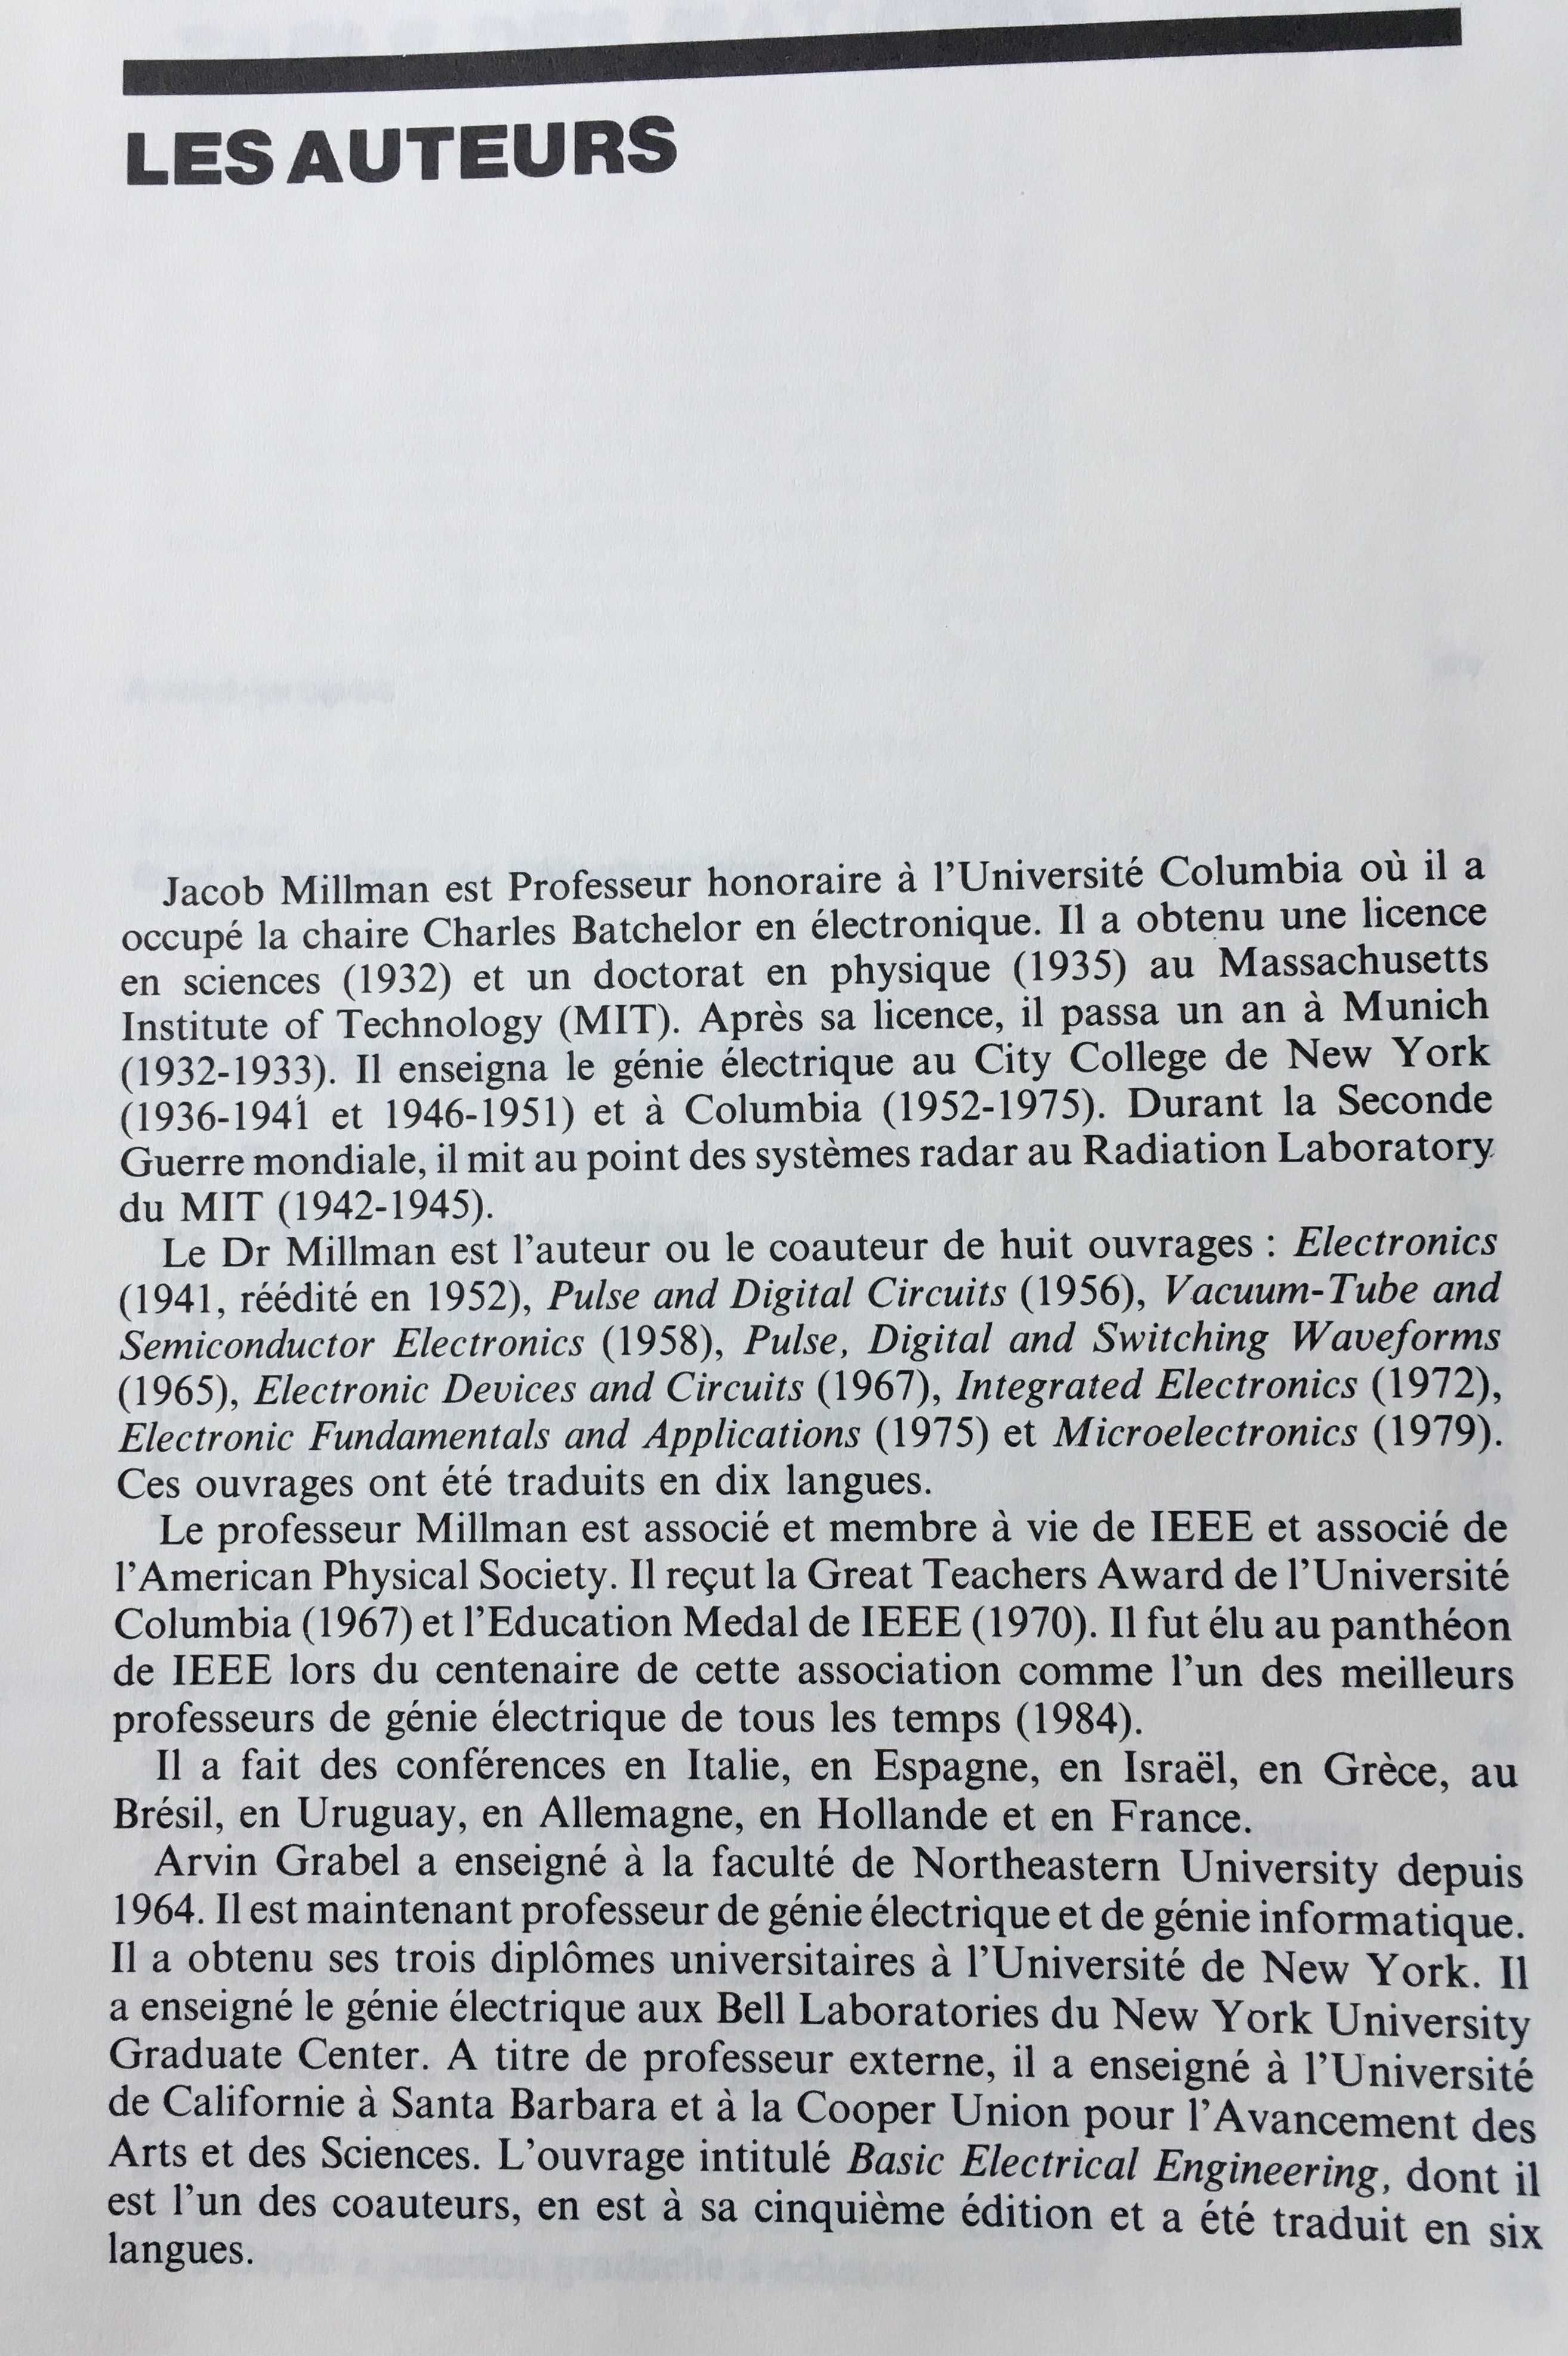 LES AUTEURS
Jacob Millman est Professeur honoraire à l'Université Columbia où il a
occupé la chaire Charles Batchelor en électronique. Il a obtenu une licence
en sciences (1932) et un doctorat en physique (1935) au Massachusetts
Institute of Technology (MIT). Après sa licence, il passa un an à Munich
(1932-1933). Il enseigna le génie électrique au City College de New York
(1936-1941 et 1946-1951) et à Columbia (1952-1975). Durant la Seconde
Guerre mondiale, il mit au point des systèmes radar au Radiation Laboratory
du MIT (1942-1945).
Le Dr Millman est l'auteur ou le coauteur de huit ouvrages : Electronics
(1941, réédité en 1952), Pulse and Digital Circuits (1956), Vacuum-Tube and
Semiconductor Electronics (1958), Pulse, Digital and Switching Waveforms
(1965), Electronic Devices and Circuits (1967), Integrated Electronics (1972),
Electronic Fundamentals and Applications (1975) et Microelectronics (1979).
Ces ouvrages ont été traduits en dix langues.
Le professeur Millman est associé et membre à vie de IEEE et associé de
l'American Physical Society. Il reçut la Great Teachers Award de l'Université
Columbia (1967) et l'Education Medal de IEEE (1970). Il fut élu au panthéon
de IEEE lors du centenaire de cette association comme l'un des meilleurs
professeurs de génie électrique de tous les temps (1984).
Il a fait des conférences en Italie, en Espagne, en Israël, en Grèce, au
Brésil, en Uruguay, en Allemagne, en Hollande et en France.
Arvin Grabel a enseigné à la faculté de Northeastern University depuis
1964. Il est maintenant professeur de génie électrique et de génie informatique.
Il a obtenu ses trois diplômes universitaires à l'Université de New York. Il
a enseigné le génie électrique aux Bell Laboratories du New York University
Graduate Center. A titre de professeur externe, il a enseigné à l'Université
de Californie à Santa Barbara et à la Cooper Union pour l'Avancement des
Arts et des Sciences. L'ouvrage intitulé Basic Electrical Engineering, dont il
est l'un des coauteurs, en est à sa cinquième édition et a été traduit en six
langues.